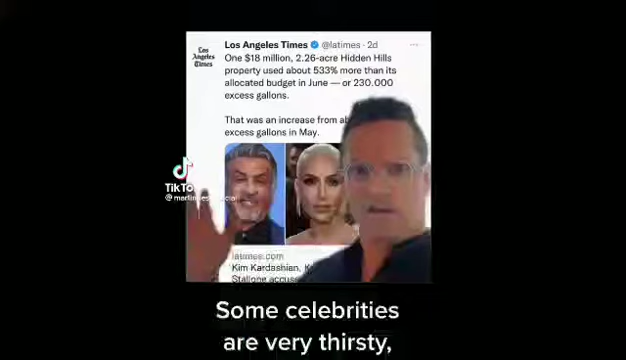 Los Angeles Times @latimes · 2d
Los
Angeles
Times
One $18 million, 2.26-acre Hidden Hills
property used about 533% more than its
allocated budget in June — or 230,000
excess gallons.
That was an increase from
excess gallons in May.
TikTo
latimes.com
Kim Kardashian,
Stallone
Some celebrities
are very thirsty,